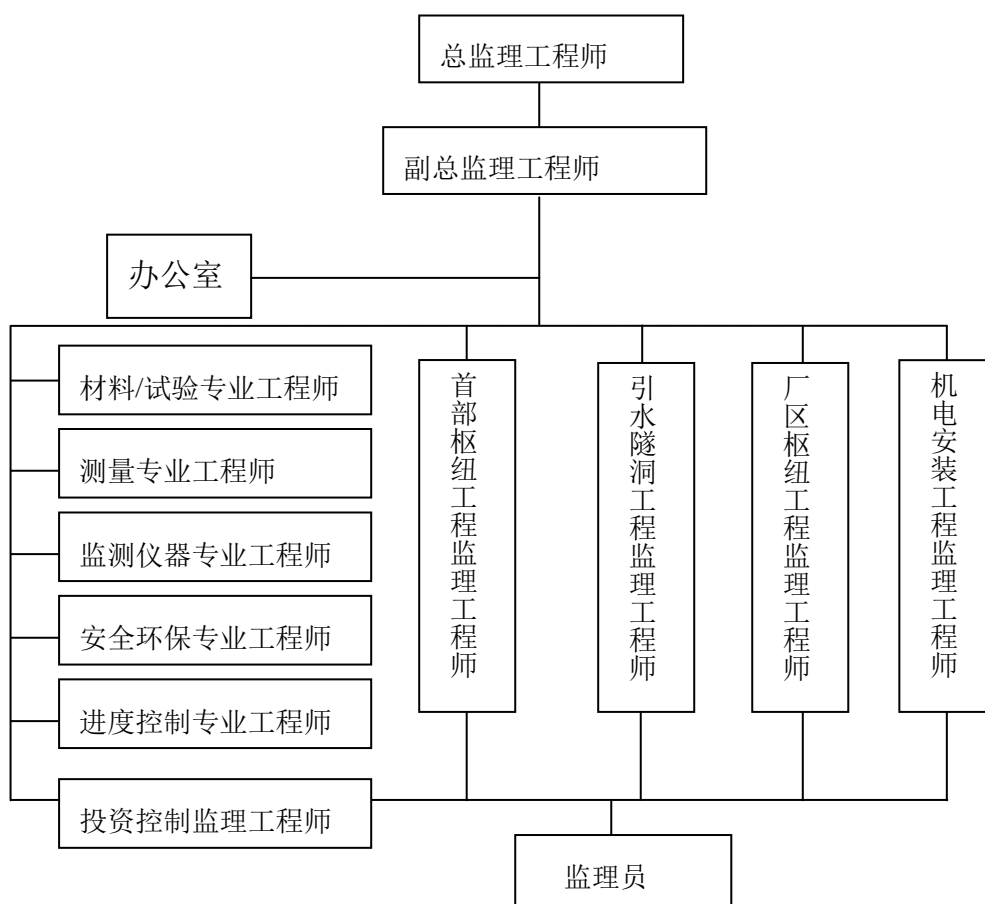 总监理工程师
副总监理工程师
办公室
材料/试验专业工程师
测量专业工程师
监测仪器专业工程师
安全环保专业工程师
进度控制专业工程师
投资控制监理工程师
首部枢纽工程监理工程师
引水隧洞工程监理工程师
厂区枢纽工程监理工程师
机电安装工程监理工程师
监理员